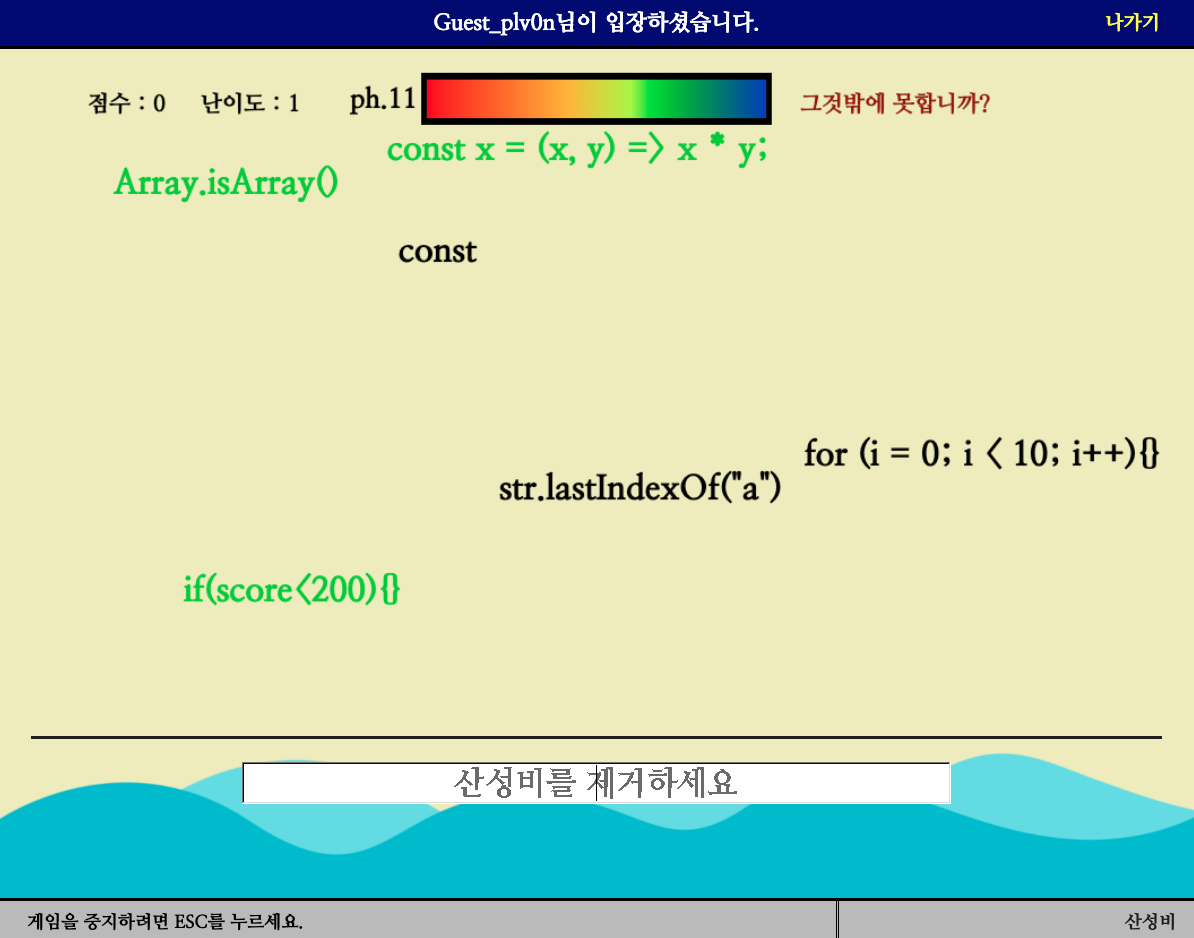 Guest_plv0n님이 입장하셨습니다.
나가기
점수 : 0
난이도 : 1
ph.11
그것밖에 못합니까?
const x = (x, y) => x * y;
Array.isArray()
const
for (i = 0; i < 10; i++){}
str.lastIndexOf("a")
if(score<200){}
산성비를 제거하세요
게임을 중지하려면 ESC를 누르세요.
산성비